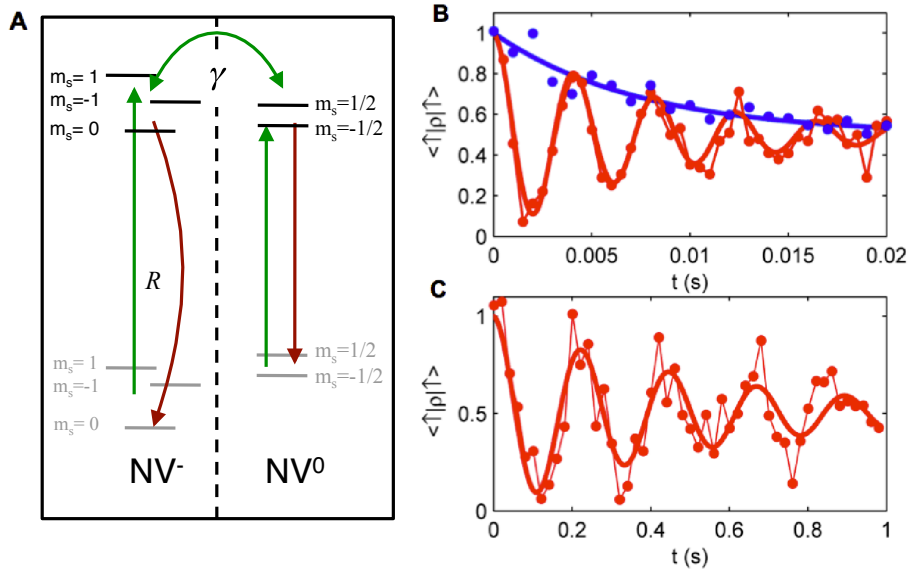 A
γ
m_s= 1
m_s=-1
m_s= 0
m_s=1/2
m_s=-1/2
R
m_s= 1
m_s=-1
m_s= 0
m_s=1/2
m_s=-1/2
NV⁻
NV⁰
B
<↑|ρ|↑>
1
0.8
0.6
0.4
0.2
0
0
0.005
0.01
0.015
0.02
t (s)
C
<↑|ρ|↑>
1
0.5
0
0
0.2
0.4
0.6
0.8
1
t (s)